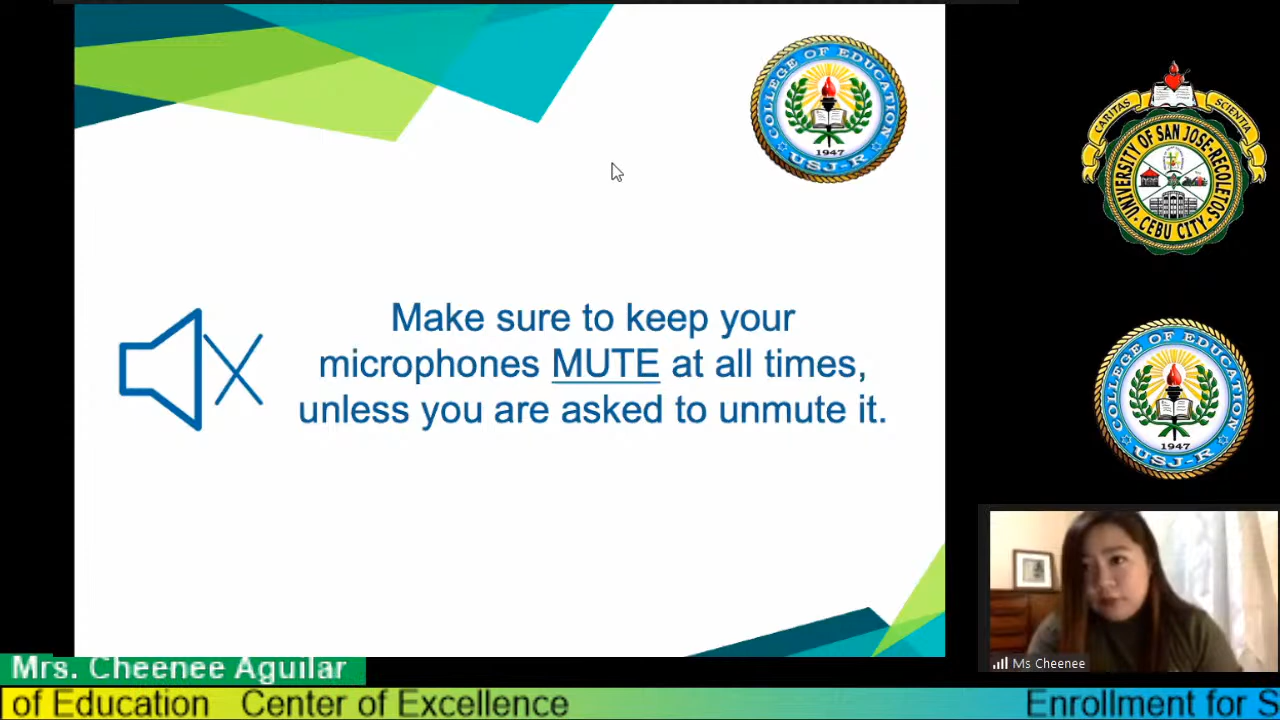 COLLEGE OF EDUCATION
1947
USJ-R
CARITAS SCIENTIA
UNIVERSITY OF SAN JOSE-RECOLETOS
CEBU CITY
Make sure to keep your
microphones MUTE at all times,
unless you are asked to unmute it.
COLLEGE OF EDUCATION
1947
USJ-R
Ms Cheenee
Mrs. Cheenee Aguilar
of Education Center of Excellence Enrollment for S